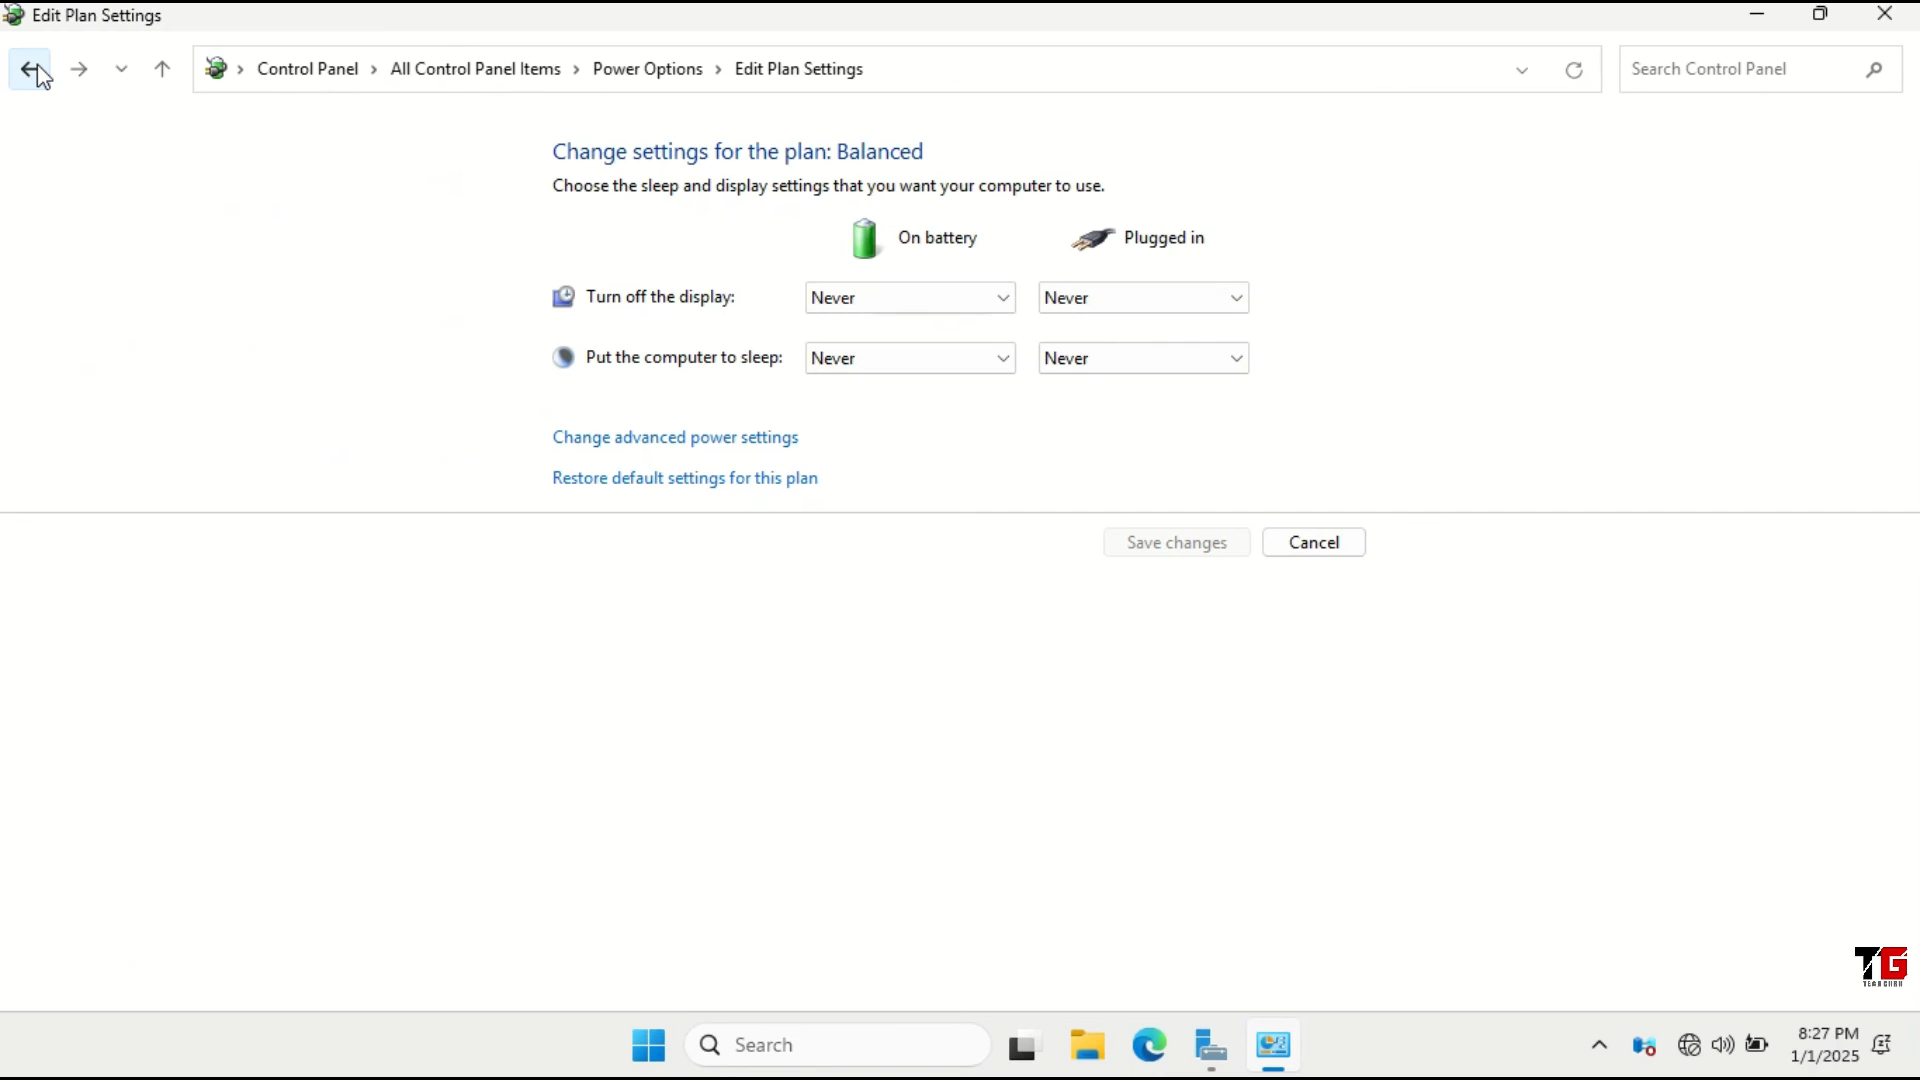 Edit Plan Settings
Control Panel > All Control Panel Items > Power Options > Edit Plan Settings
Search Control Panel
Change settings for the plan: Balanced
Choose the sleep and display settings that you want your computer to use.
On battery Plugged in
Turn off the display: Never Never
Put the computer to sleep: Never Never
Change advanced power settings
Restore default settings for this plan
Save changes Cancel
TG
Search
8:27 PM
1/1/2025